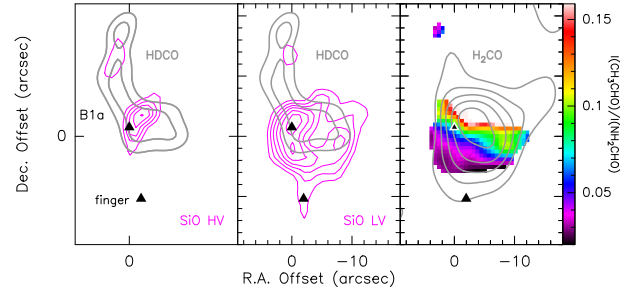 HDCO
HDCO
H₂CO
0.15
0.10
0.05
I(CH₃CHO)/I(NH₂CHO)
B1a
0
Dec. Offset (arcsec)
finger
SiO HV
SiO LV
0
0
−10
0
−10
R.A. Offset (arcsec)